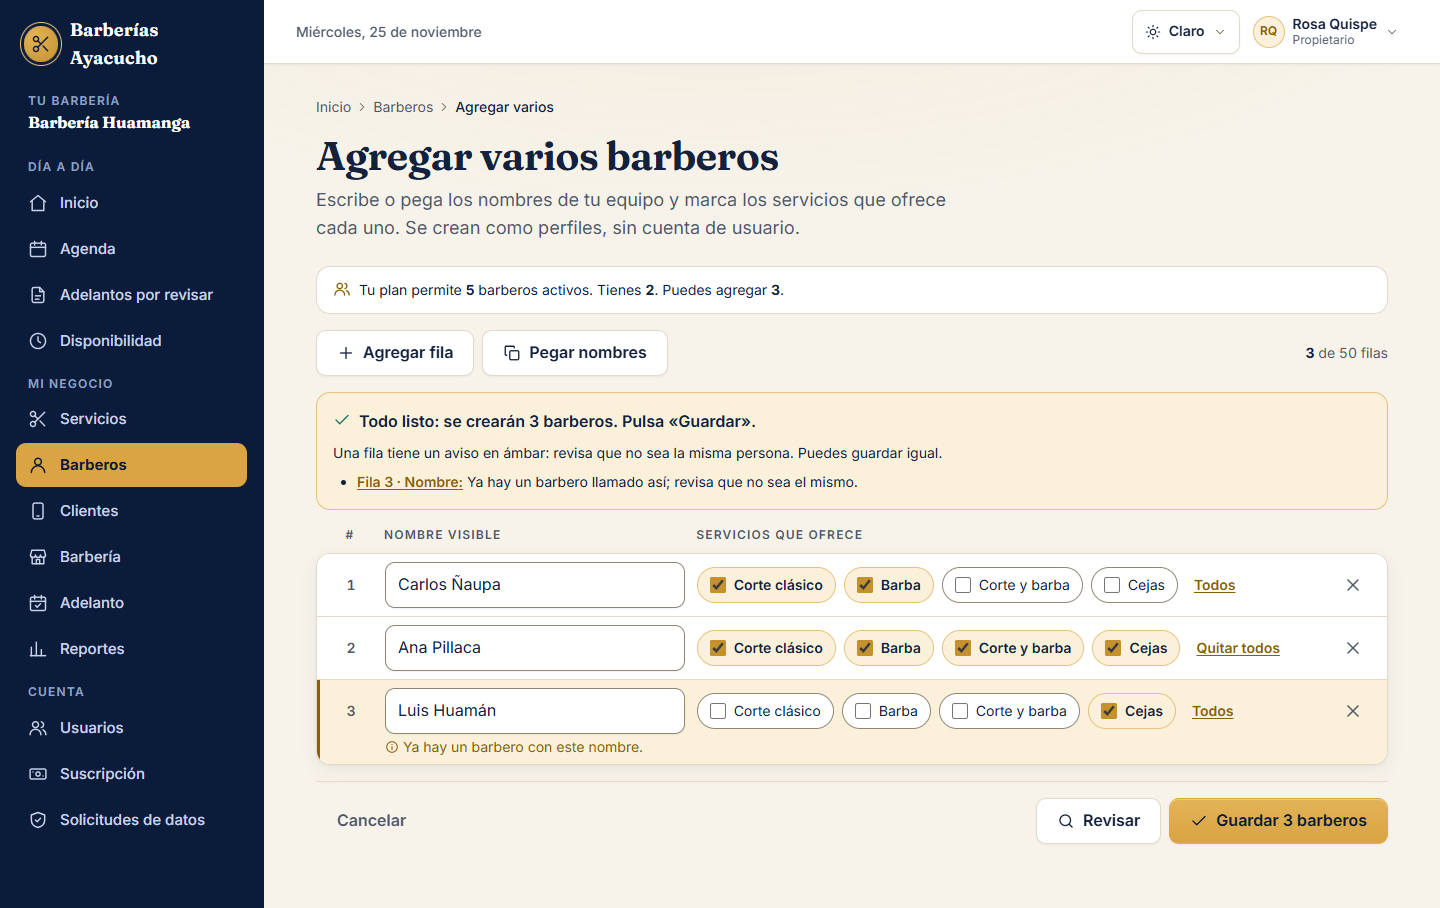 Barberías
Ayacucho
TU BARBERÍA
Barbería Huamanga
DÍA A DÍA
Inicio
Agenda
Adelantos por revisar
Disponibilidad
MI NEGOCIO
Servicios
Barberos
Clientes
Barbería
Adelanto
Reportes
CUENTA
Usuarios
Suscripción
Solicitudes de datos
Miércoles, 25 de noviembre
Claro
RQ
Rosa Quispe
Propietario
Inicio > Barberos > Agregar varios
Agregar varios barberos
Escribe o pega los nombres de tu equipo y marca los servicios que ofrece
cada uno. Se crean como perfiles, sin cuenta de usuario.
Tu plan permite 5 barberos activos. Tienes 2. Puedes agregar 3.
Agregar fila
Pegar nombres
3 de 50 filas
Todo listo: se crearán 3 barberos. Pulsa «Guardar».
Una fila tiene un aviso en ámbar: revisa que no sea la misma persona. Puedes guardar igual.
• Fila 3 · Nombre: Ya hay un barbero llamado así; revisa que no sea el mismo.
# NOMBRE VISIBLE SERVICIOS QUE OFRECE
1 Carlos Ñaupa Corte clásico Barba Corte y barba Cejas Todos
2 Ana Pillaca Corte clásico Barba Corte y barba Cejas Quitar todos
3 Luis Huamán Corte clásico Barba Corte y barba Cejas Todos
Ya hay un barbero con este nombre.
Cancelar
Revisar
Guardar 3 barberos